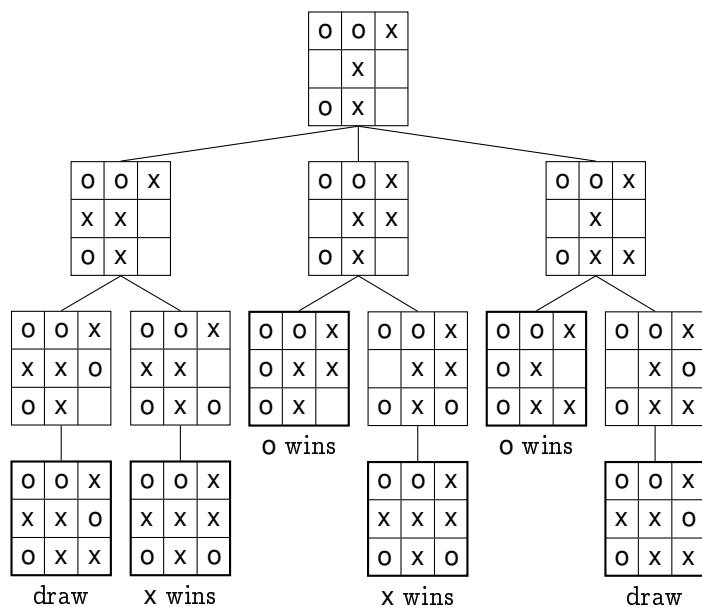 o o x
x
o x
o o x o o x o o x
x x x x x
o x o x o x x
o o x o o x o o x o o x o o x o o x
x x o x x o x x x x o x x o
o x o x o o x o x o o x x o x x
o wins o wins
o o x o o x o o x o o x
x x o x x x x x x x x o
o x x o x o o x o o x x
draw x wins x wins draw